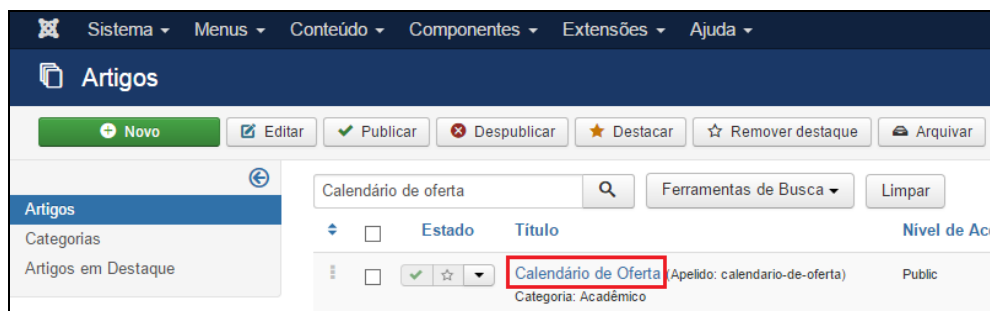 Sistema Menus Conteúdo Componentes Extensões Ajuda
Artigos
Novo Editar Publicar Despublicar Destacar Remover destaque Arquivar
Calendário de oferta Ferramentas de Busca Limpar
Artigos
Categorias
Artigos em Destaque
Estado Título Nível de Ac
Calendário de Oferta (Apelido: calendario-de-oferta) Public
Categoria: Acadêmico